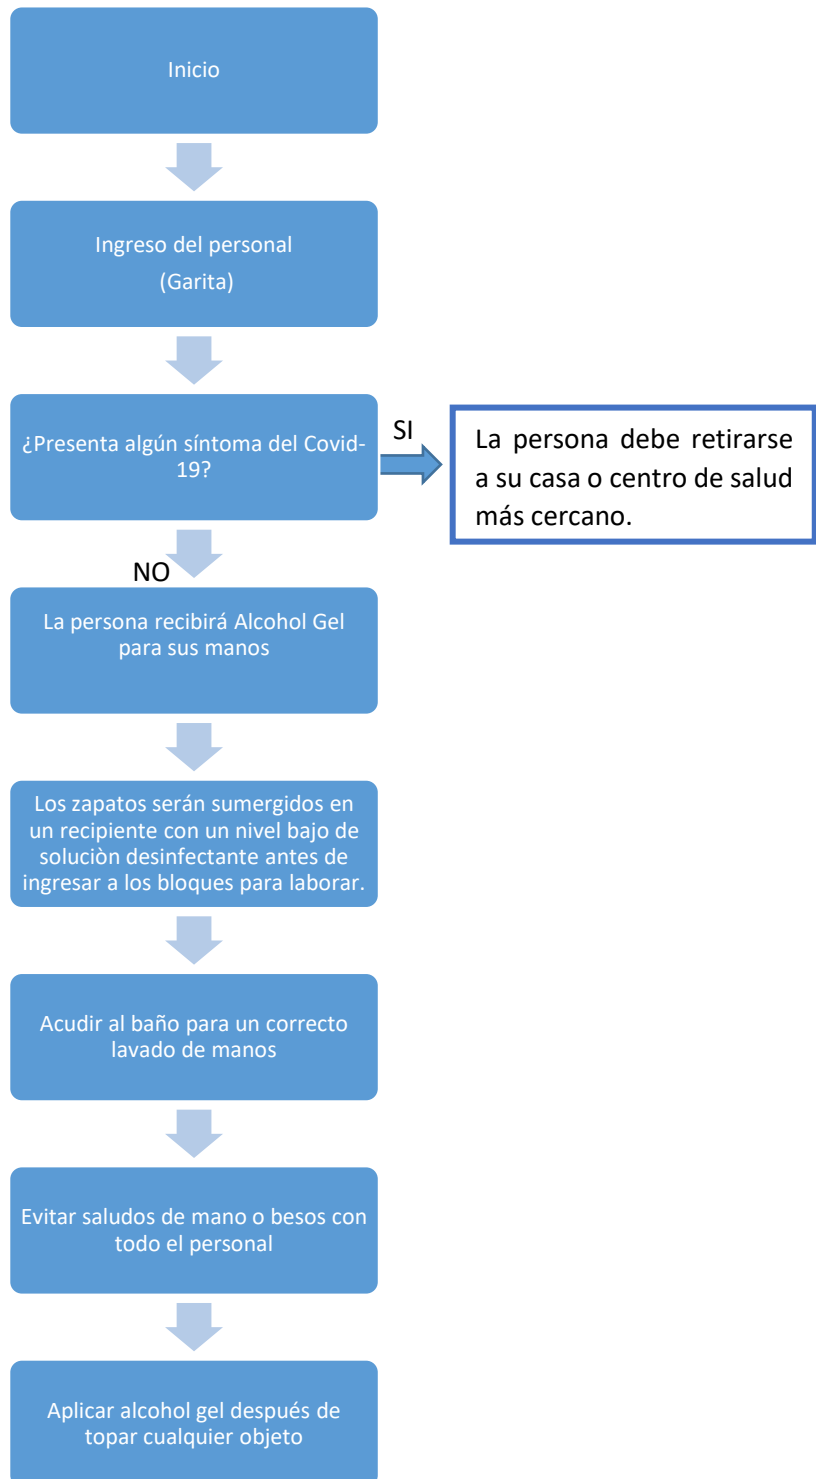 Inicio
Ingreso del personal
(Garita)
¿Presenta algún síntoma del Covid-
19?
SI
La persona debe retirarse
a su casa o centro de salud
más cercano.
NO
La persona recibirá Alcohol Gel
para sus manos
Los zapatos serán sumergidos en
un recipiente con un nivel bajo de
soluciòn desinfectante antes de
ingresar a los bloques para laborar.
Acudir al baño para un correcto
lavado de manos
Evitar saludos de mano o besos con
todo el personal
Aplicar alcohol gel después de
topar cualquier objeto